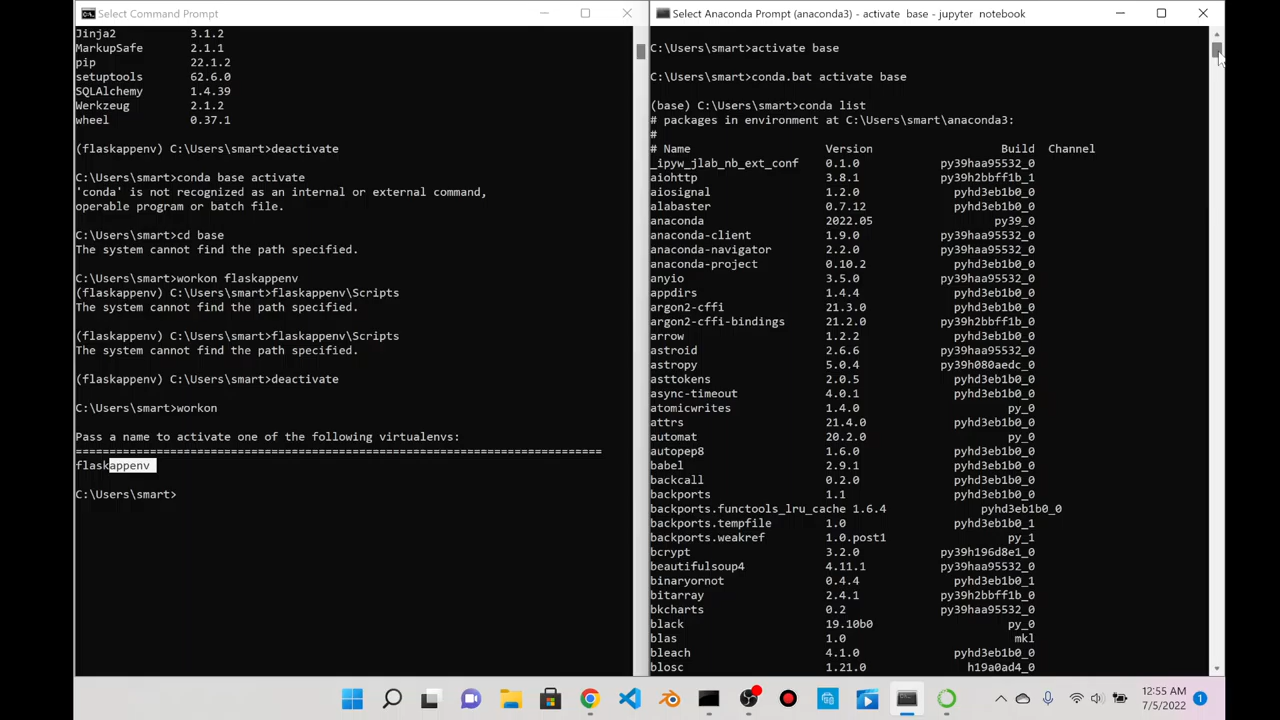 Select Command Prompt
Jinja2 3.1.2
MarkupSafe 2.1.1
pip 22.1.2
setuptools 62.6.0
SQLAlchemy 1.4.39
Werkzeug 2.1.2
wheel 0.37.1
(flaskappenv) C:\Users\smart>deactivate
C:\Users\smart>conda base activate
'conda' is not recognized as an internal or external command,
operable program or batch file.
C:\Users\smart>cd base
The system cannot find the path specified.
C:\Users\smart>workon flaskappenv
(flaskappenv) C:\Users\smart>flaskappenv\Scripts
The system cannot find the path specified.
(flaskappenv) C:\Users\smart>flaskappenv\Scripts
The system cannot find the path specified.
(flaskappenv) C:\Users\smart>deactivate
C:\Users\smart>workon
Pass a name to activate one of the following virtualenvs:
==============================================================================
flaskappenv
C:\Users\smart>
Select Anaconda Prompt (anaconda3) - activate base - jupyter notebook
C:\Users\smart>activate base
C:\Users\smart>conda.bat activate base
(base) C:\Users\smart>conda list
# packages in environment at C:\Users\smart\anaconda3:
#
# Name Version Build Channel
_ipyw_jlab_nb_ext_conf 0.1.0 py39haa95532_0
aiohttp 3.8.1 py39h2bbff1b_1
aiosignal 1.2.0 pyhd3eb1b0_0
alabaster 0.7.12 pyhd3eb1b0_0
anaconda 2022.05 py39_0
anaconda-client 1.9.0 py39haa95532_0
anaconda-navigator 2.2.0 py39haa95532_0
anaconda-project 0.10.2 pyhd3eb1b0_0
anyio 3.5.0 py39haa95532_0
appdirs 1.4.4 pyhd3eb1b0_0
argon2-cffi 21.3.0 pyhd3eb1b0_0
argon2-cffi-bindings 21.2.0 py39h2bbff1b_0
arrow 1.2.2 pyhd3eb1b0_0
astroid 2.6.6 py39haa95532_0
astropy 5.0.4 py39h080aedc_0
asttokens 2.0.5 pyhd3eb1b0_0
async-timeout 4.0.1 pyhd3eb1b0_0
atomicwrites 1.4.0 py_0
attrs 21.4.0 pyhd3eb1b0_0
automat 20.2.0 py_0
autopep8 1.6.0 pyhd3eb1b0_0
babel 2.9.1 pyhd3eb1b0_0
backcall 0.2.0 pyhd3eb1b0_0
backports 1.1 pyhd3eb1b0_0
backports.functools_lru_cache 1.6.4 pyhd3eb1b0_0
backports.tempfile 1.0 pyhd3eb1b0_1
backports.weakref 1.0.post1 py_1
bcrypt 3.2.0 py39h196d8e1_0
beautifulsoup4 4.11.1 py39haa95532_0
binaryornot 0.4.4 pyhd3eb1b0_1
bitarray 2.4.1 py39h2bbff1b_0
bkcharts 0.2 py39haa95532_0
black 19.10b0 py_0
blas 1.0 mkl
bleach 4.1.0 pyhd3eb1b0_0
blosc 1.21.0 h19a0ad4_0
12:55 AM
7/5/2022
1